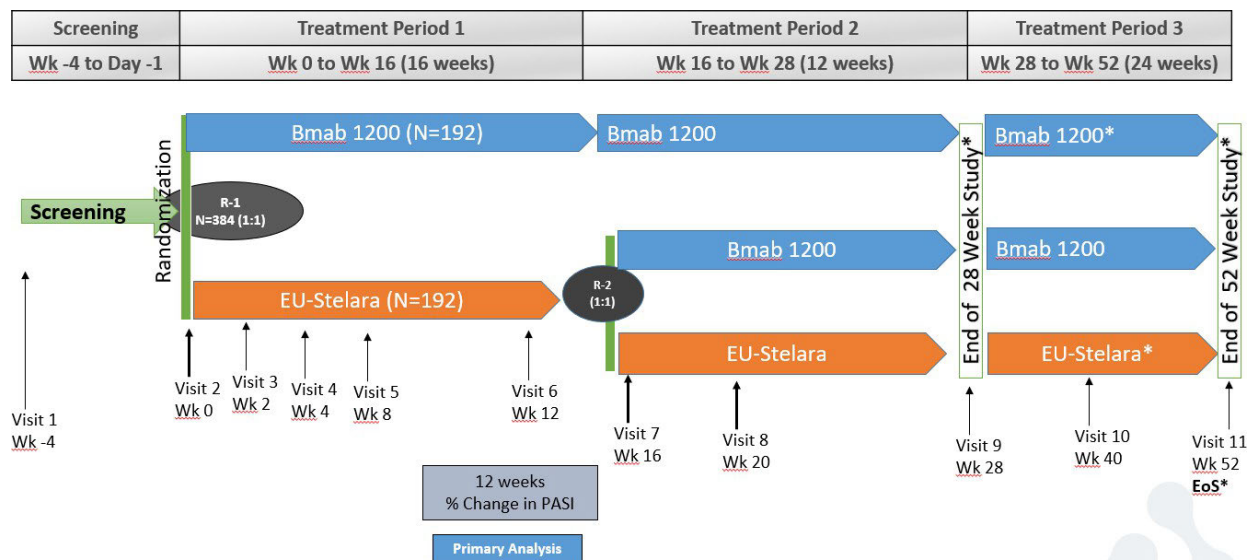 Screening
Treatment Period 1
Treatment Period 2
Treatment Period 3
Wk -4 to Day -1
Wk 0 to Wk 16 (16 weeks)
Wk 16 to Wk 28 (12 weeks)
Wk 28 to Wk 52 (24 weeks)
Randomization
Bmab 1200 (N=192)
Bmab 1200
End of 28 Week Study*
Bmab 1200*
End of 52 Week Study*
Screening
R-1
N=384 (1:1)
Bmab 1200
Bmab 1200
EU-Stelara (N=192)
R-2
(1:1)
EU-Stelara
EU-Stelara*
Visit 1
Wk -4
Visit 2
Wk 0
Visit 3
Wk 2
Visit 4
Wk 4
Visit 5
Wk 8
Visit 6
Wk 12
Visit 7
Wk 16
Visit 8
Wk 20
Visit 9
Wk 28
Visit 10
Wk 40
Visit 11
Wk 52
EoS*
12 weeks
% Change in PASI
Primary Analysis